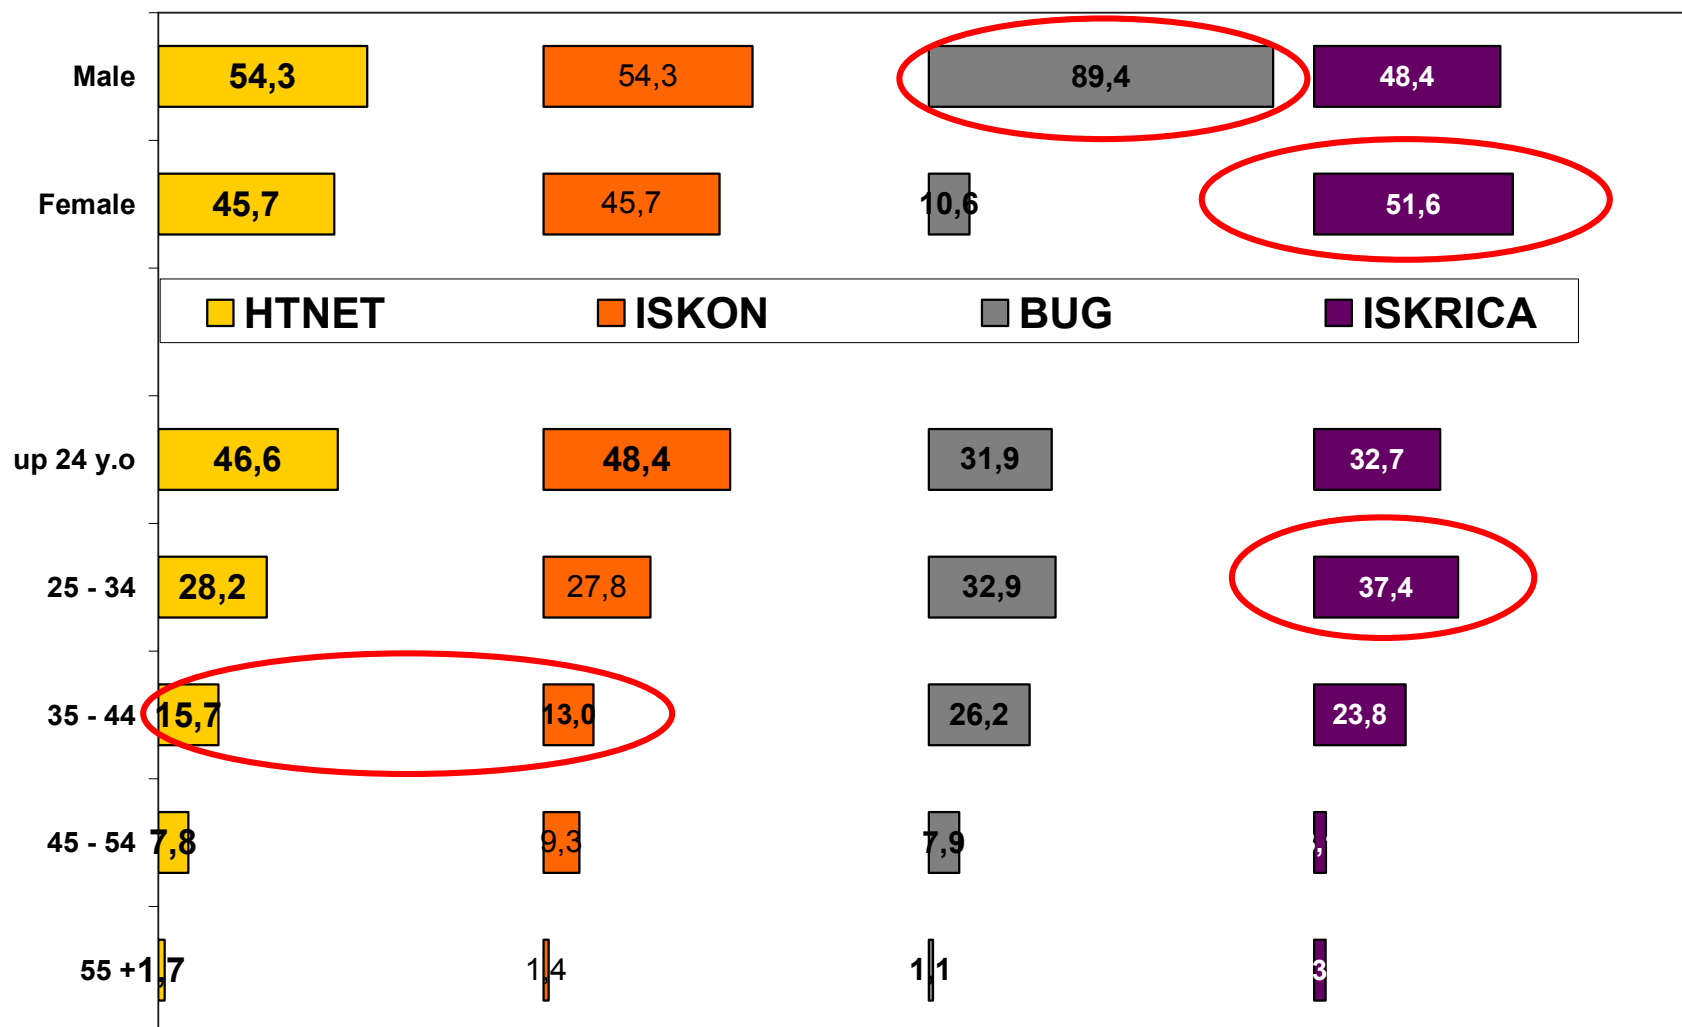 Male 54,3 54,3 89,4 48,4
Female 45,7 45,7 10,6 51,6
HTNET ISKON BUG ISKRICA
up 24 y.o 46,6 48,4 31,9 32,7
25 - 34 28,2 27,8 32,9 37,4
35 - 44 15,7 13,0 26,2 23,8
45 - 54 7,8 9,3 7,9
55 + 1,7 1,4 1,1